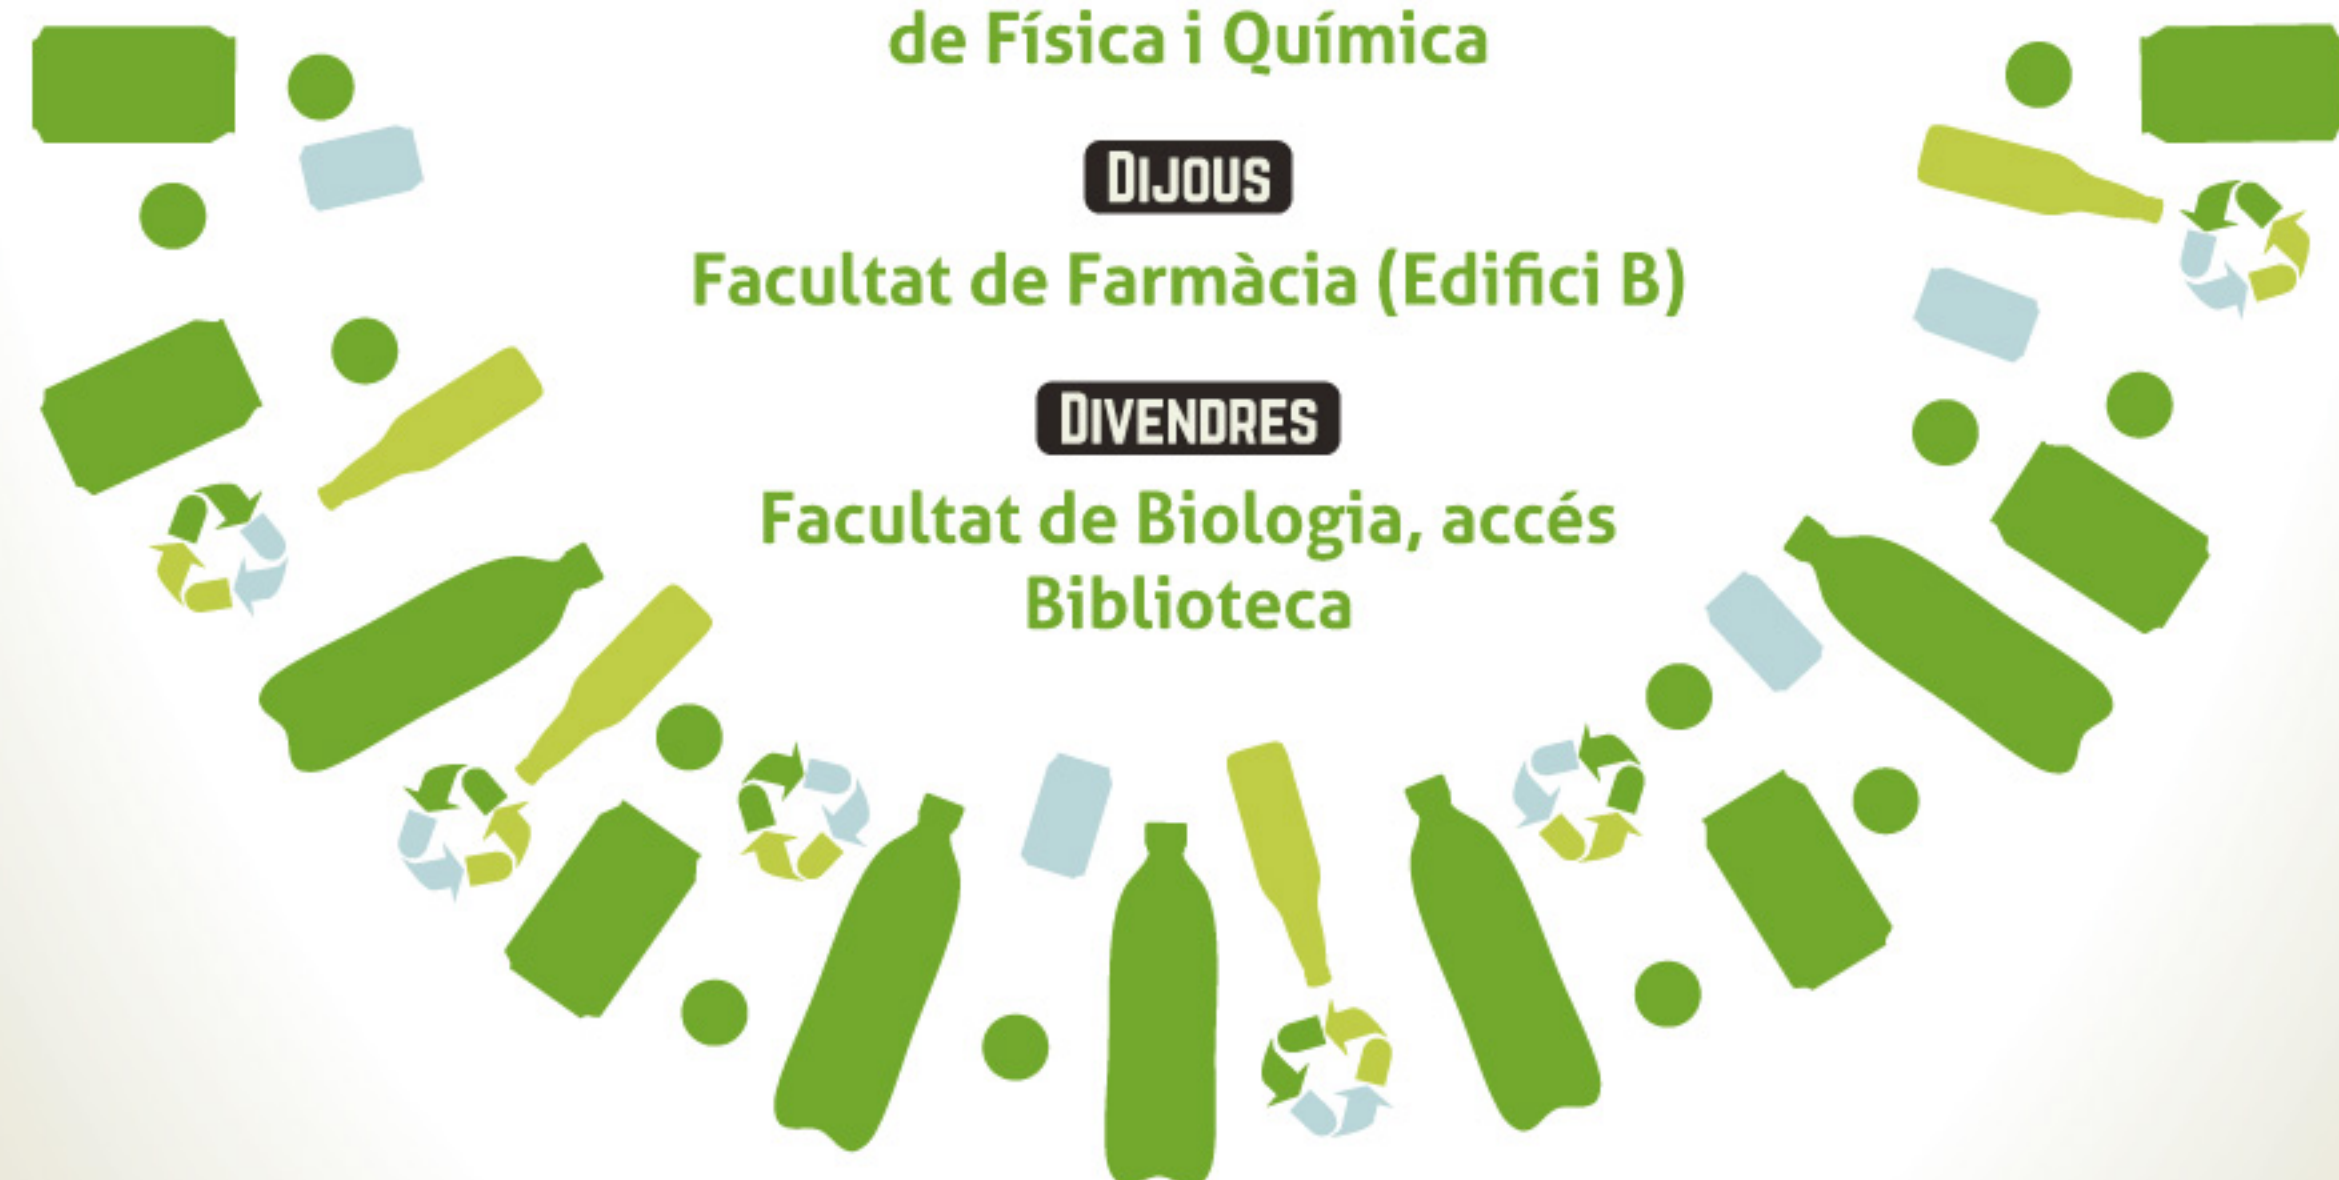 de Física i Química
DIJOUS
Facultat de Farmàcia (Edifici B)
DIVENDRES
Facultat de Biologia, accés
Biblioteca